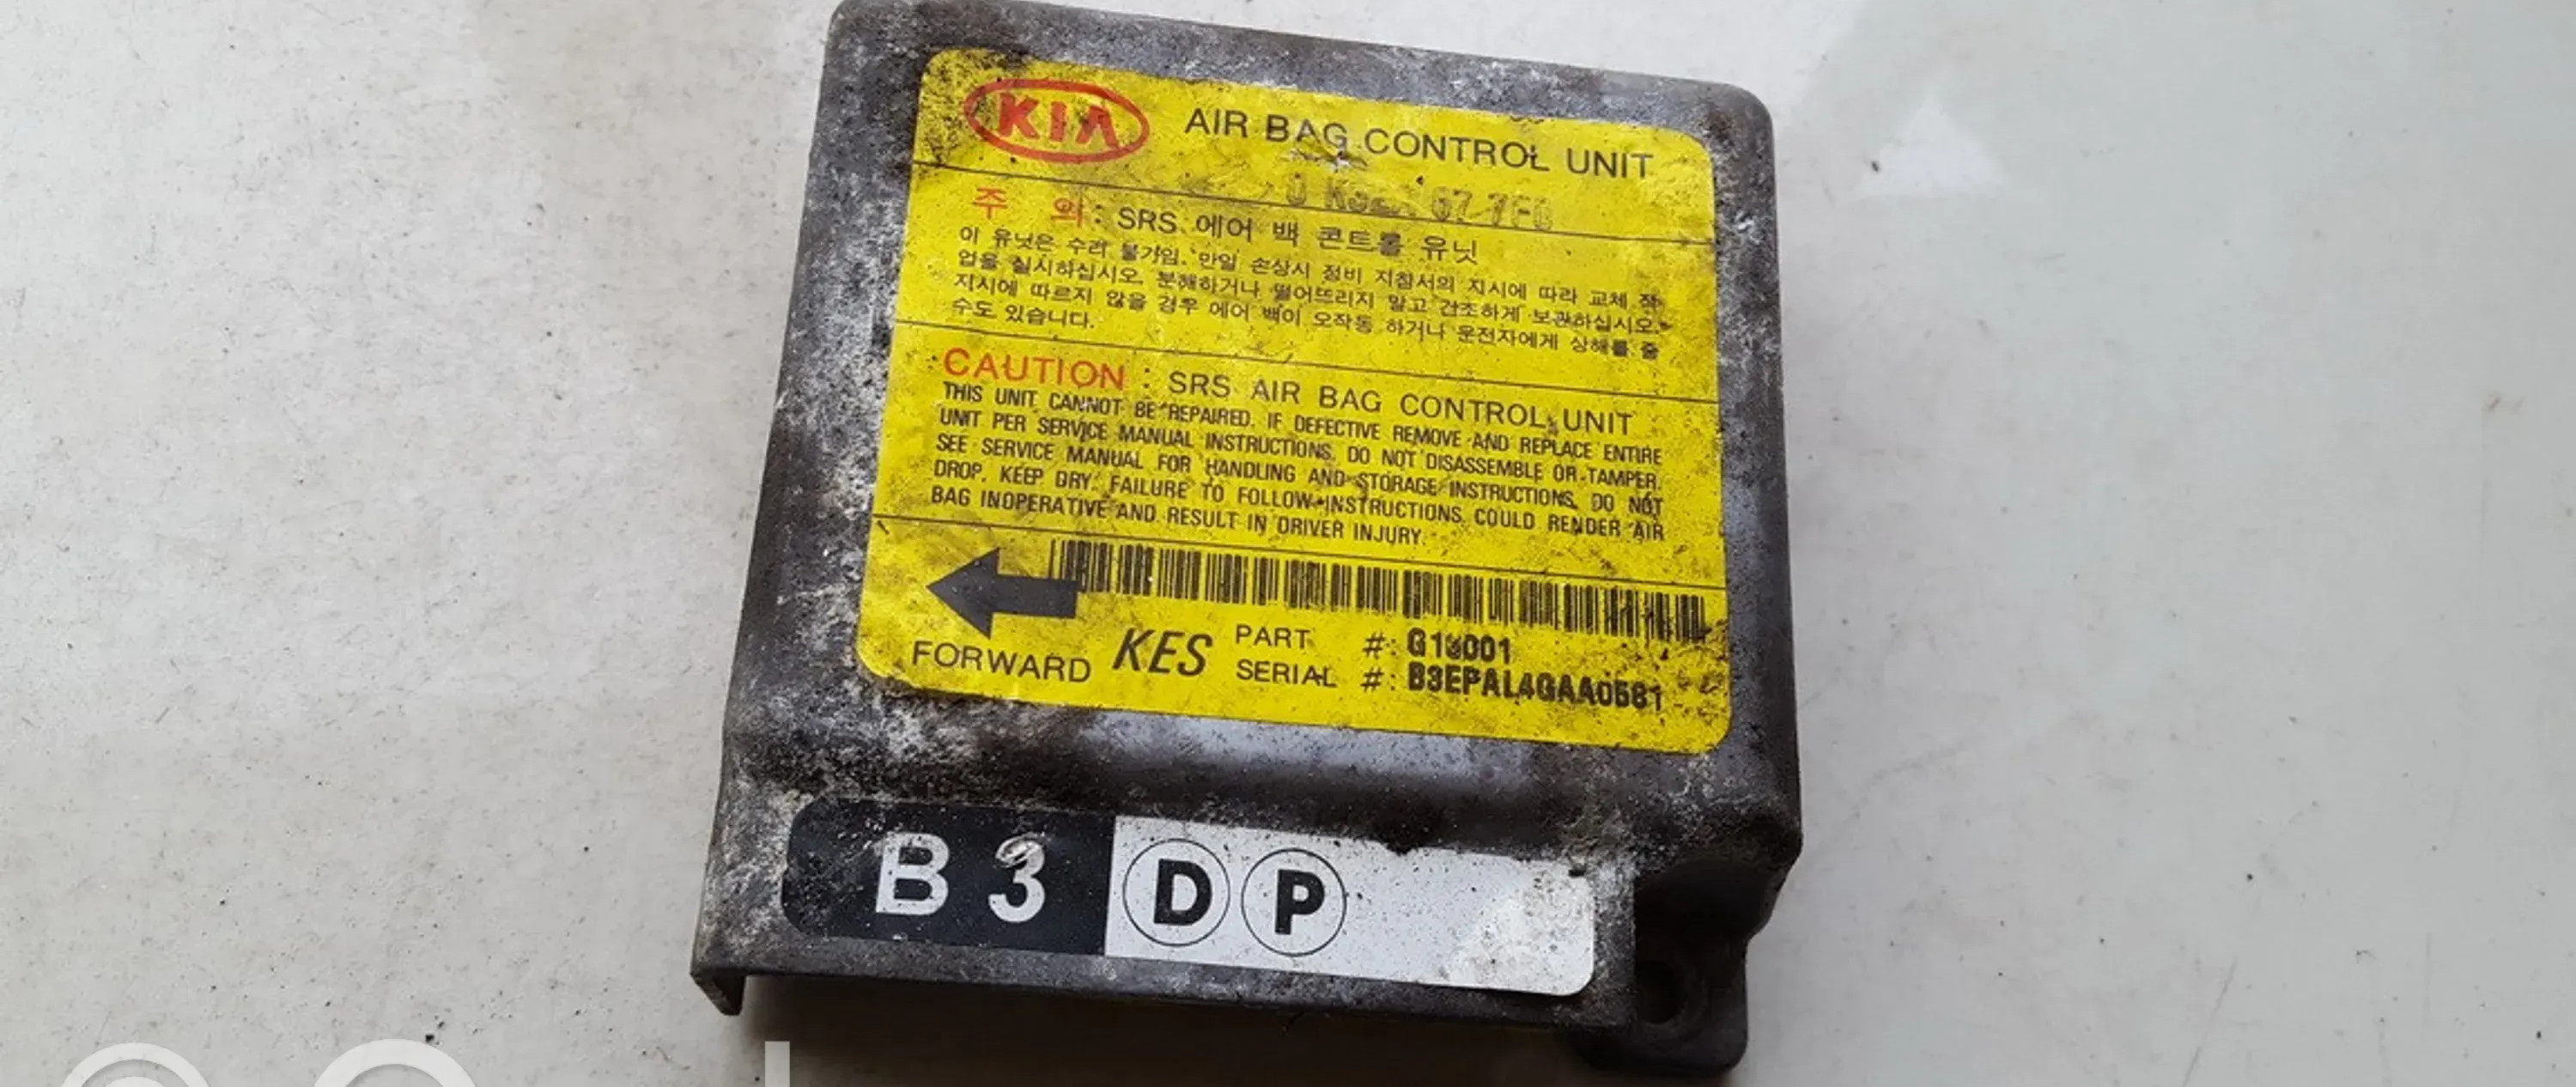 KIA AIR BAG CONTROL UNIT
주 의 : SRS 에어 백 콘트롤 유닛
이 유닛은 수려 불가임. 만일 손상시 정비 지침서의 지시에 따라 교체 작
업을 실시하십시오. 분해하거나 떨어뜨리지 말고 건조하게 보관하십시오.
지시에 따르지 않을 경우 에어 백이 오작동 하거나 운전자에게 상해를 줄
수도 있습니다.
CAUTION : SRS AIR BAG CONTROL UNIT
THIS UNIT CANNOT BE REPAIRED. IF DEFECTIVE REMOVE AND REPLACE ENTIRE
UNIT PER SERVICE MANUAL INSTRUCTIONS. DO NOT DISASSEMBLE OR TAMPER.
SEE SERVICE MANUAL FOR HANDLING AND STORAGE INSTRUCTIONS. DO NOT
DROP. KEEP DRY. FAILURE TO FOLLOW INSTRUCTIONS COULD RENDER AIR
BAG INOPERATIVE AND RESULT IN DRIVER INJURY.
FORWARD KES
PART #:
SERIAL #: B3EPAL4GAA0581
B 3 D P